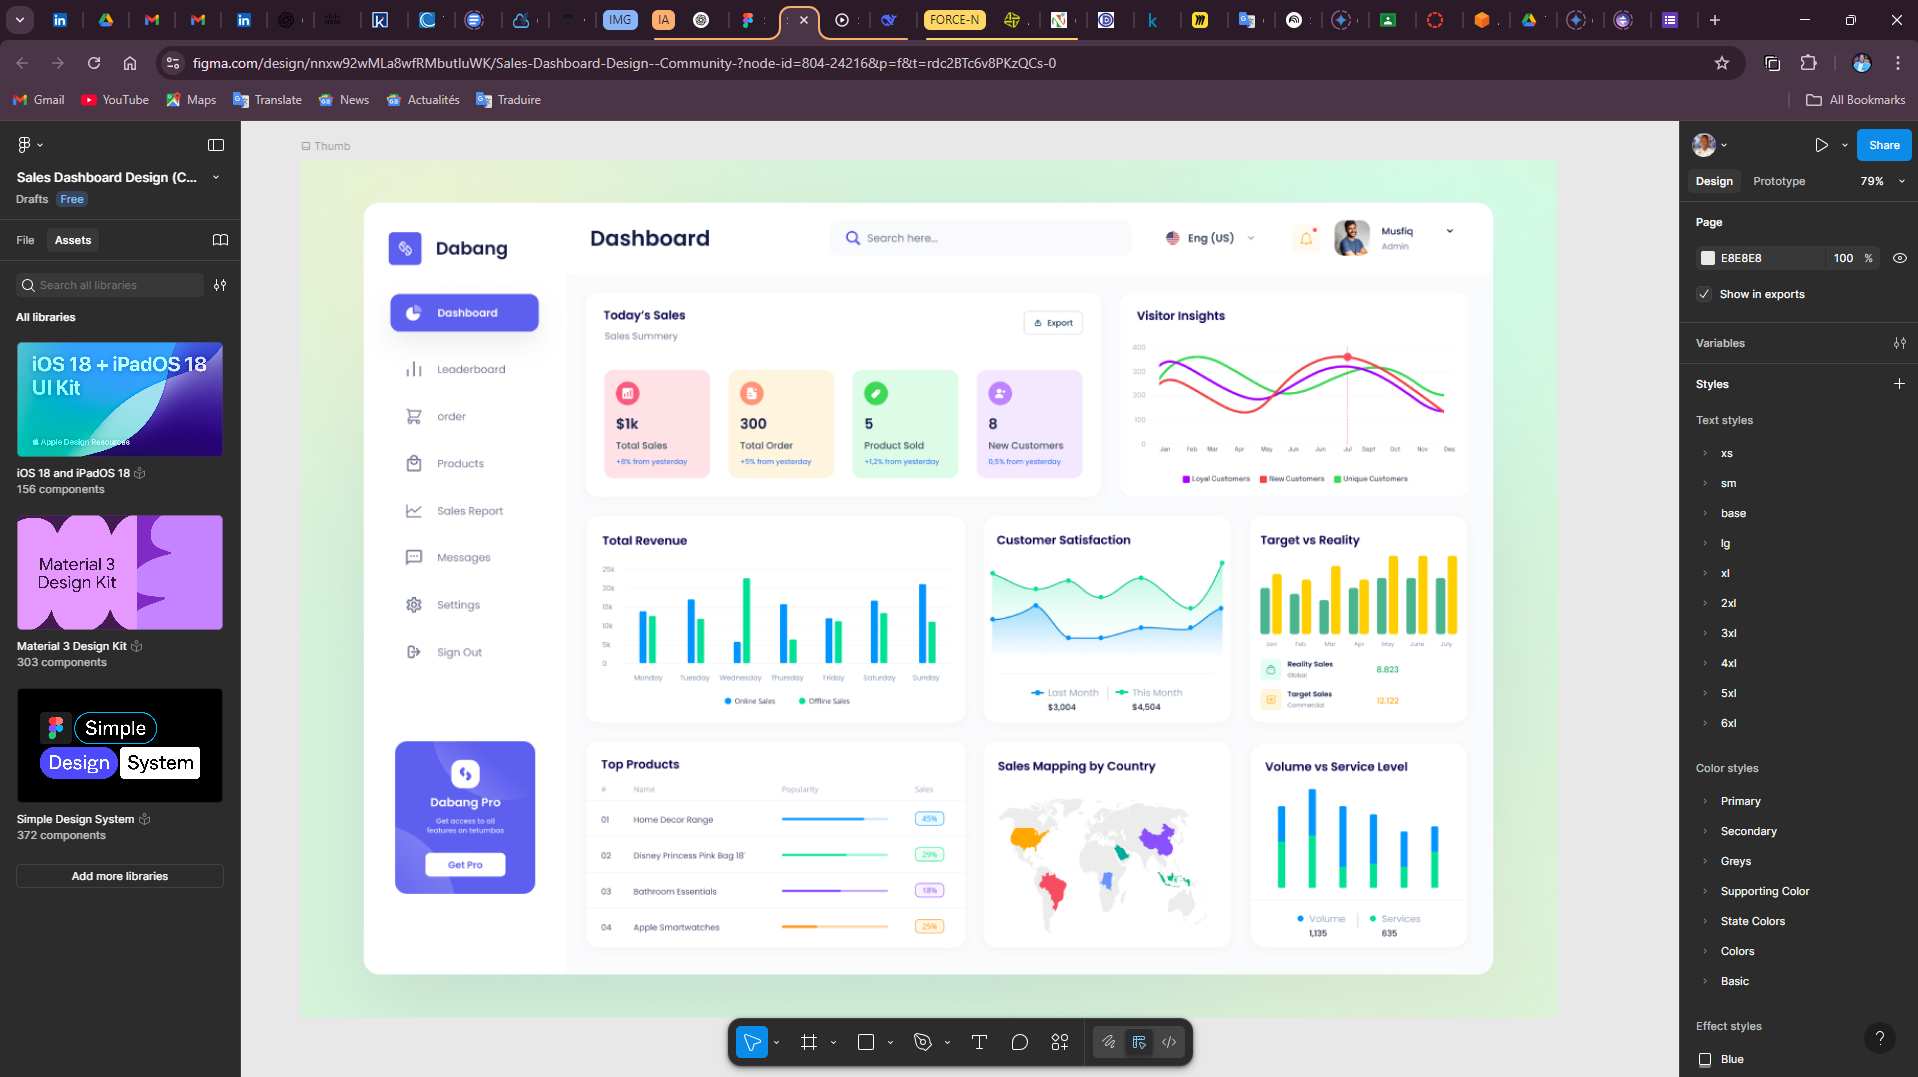 IMG
IA
FORCE-N
figma.com/design/nnxw92wMLa8wfRMbutIuWK/Sales-Dashboard-Design--Community-?node-id=804-24216&p=f&t=rdc2BTc6v8PKzQCs-0
Gmail YouTube Maps Translate News Actualités Traduire All Bookmarks
Sales Dashboard Design (C...
Drafts Free
File Assets
Search all libraries
All libraries
iOS 18 + iPadOS 18
UI Kit
Apple Design Resources
iOS 18 and iPadOS 18
156 components
Material 3
Design Kit
Material 3 Design Kit
303 components
Simple
Design System
Simple Design System
372 components
Add more libraries
Thumb
Dabang
Dashboard
Leaderboard
order
Products
Sales Report
Messages
Settings
Sign Out
Dabang Pro
Get access to all
features on tetumbas
Get Pro
Dashboard
Search here...
Eng (US)
Musfiq
Admin
Today's Sales
Sales Summery
Export
$1k
Total Sales
+8% from yesterday
300
Total Order
+5% from yesterday
5
Product Sold
+1,2% from yesterday
8
New Customers
0,5% from yesterday
Visitor Insights
400
300
200
100
0
Jan Feb Mar Apr May Jun Jun Jul Sept Oct Nov Des
Loyal Customers New Customers Unique Customers
Total Revenue
25k
20k
15k
10k
5k
0
Monday Tuesday Wednesday Thursday Friday Saturday Sunday
Online Sales Offline Sales
Customer Satisfaction
Last Month This Month
$3,004 $4,504
Target vs Reality
Jan Feb Mar Apr May June July
Reality Sales
Global
8.823
Target Sales
Commercial
12.122
Top Products
# Name Popularity Sales
01 Home Decor Range 45%
02 Disney Princess Pink Bag 18' 29%
03 Bathroom Essentials 18%
04 Apple Smartwatches 25%
Sales Mapping by Country
Volume vs Service Level
Volume Services
1,135 635
Share
Design Prototype 79%
Page
E8E8E8 100 %
Show in exports
Variables
Styles
Text styles
xs
sm
base
lg
xl
2xl
3xl
4xl
5xl
6xl
Color styles
Primary
Secondary
Greys
Supporting Color
State Colors
Colors
Basic
Effect styles
Blue
?